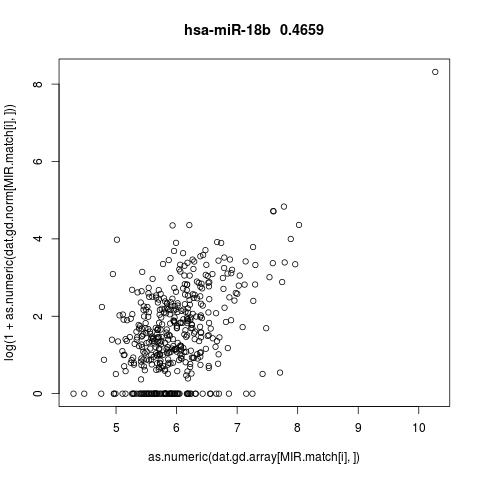 hsa-miR-18b  0.4659
log(1 + as.numeric(dat.gd.norm[MIR.match[i], ]))
8
6
4
2
0
5 6 7 8 9 10
as.numeric(dat.gd.array[MIR.match[i], ])